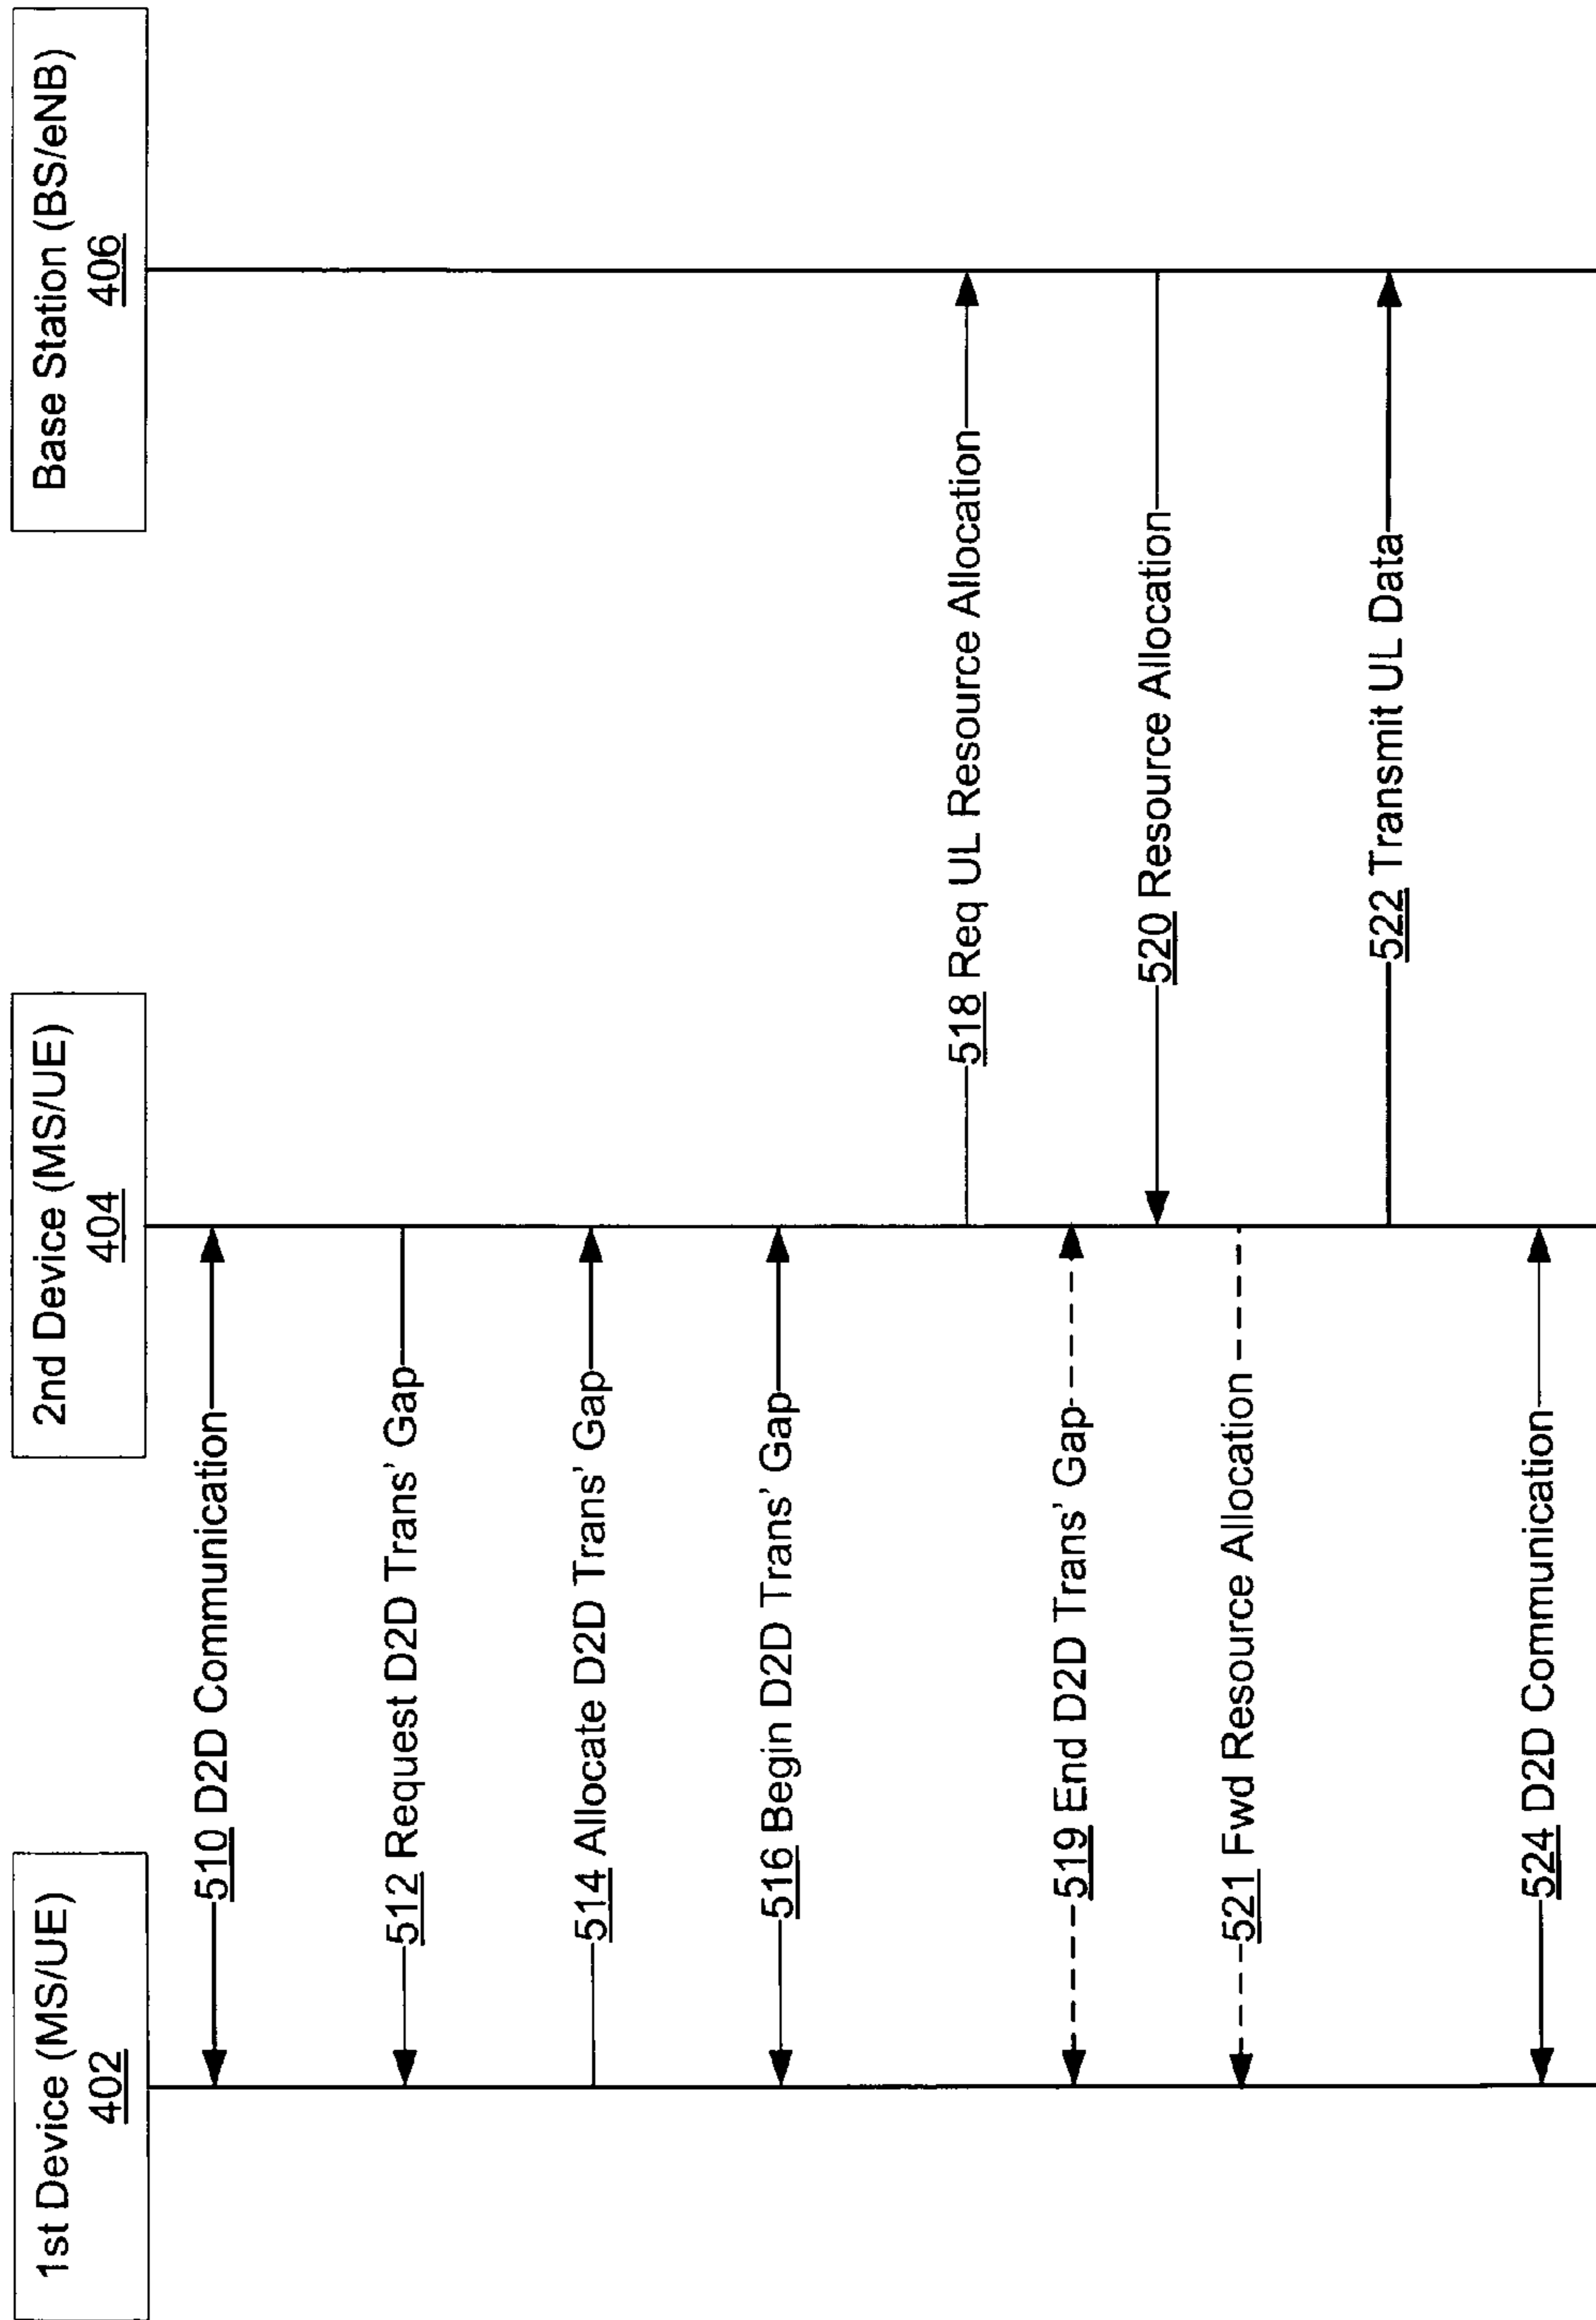 1st Device (MS/UE)
402
2nd Device (MS/UE)
404
Base Station (BS/eNB)
406
510 D2D Communication
512 Request D2D Trans' Gap
514 Allocate D2D Trans' Gap
516 Begin D2D Trans' Gap
518 Req UL Resource Allocation
519 End D2D Trans' Gap
520 Resource Allocation
521 Fwd Resource Allocation
522 Transmit UL Data
524 D2D Communication